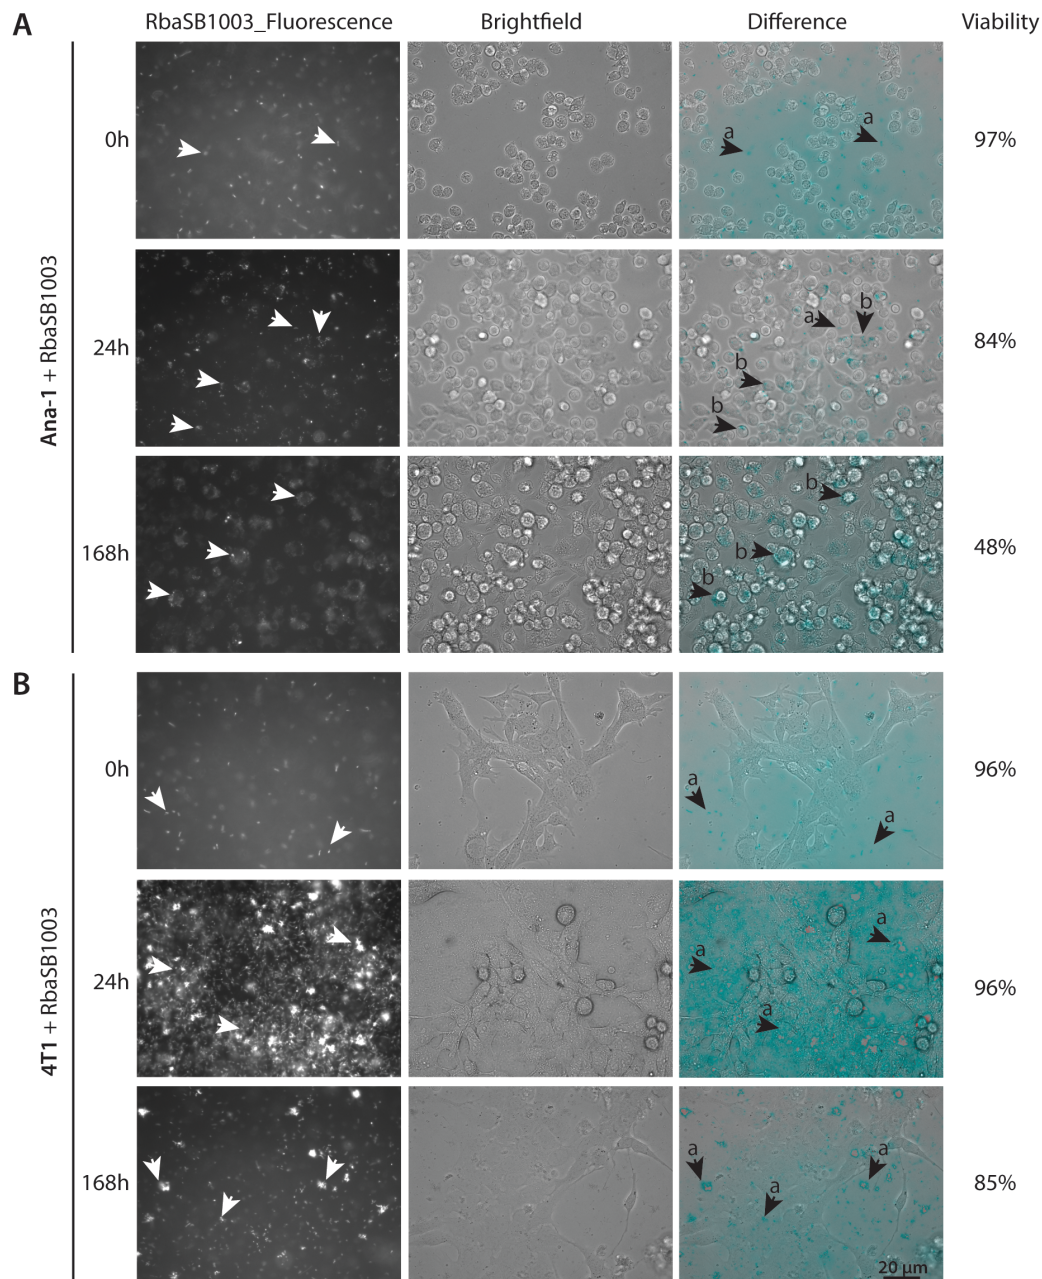 A
RbaSB1003_Fluorescence Brightfield Difference Viability
Ana-1 + RbaSB1003
0h a a 97%
24h a b b b 84%
168h b b b 48%
B
4T1 + RbaSB1003
0h a a 96%
24h a a a 96%
168h a a a 85%
20 µm